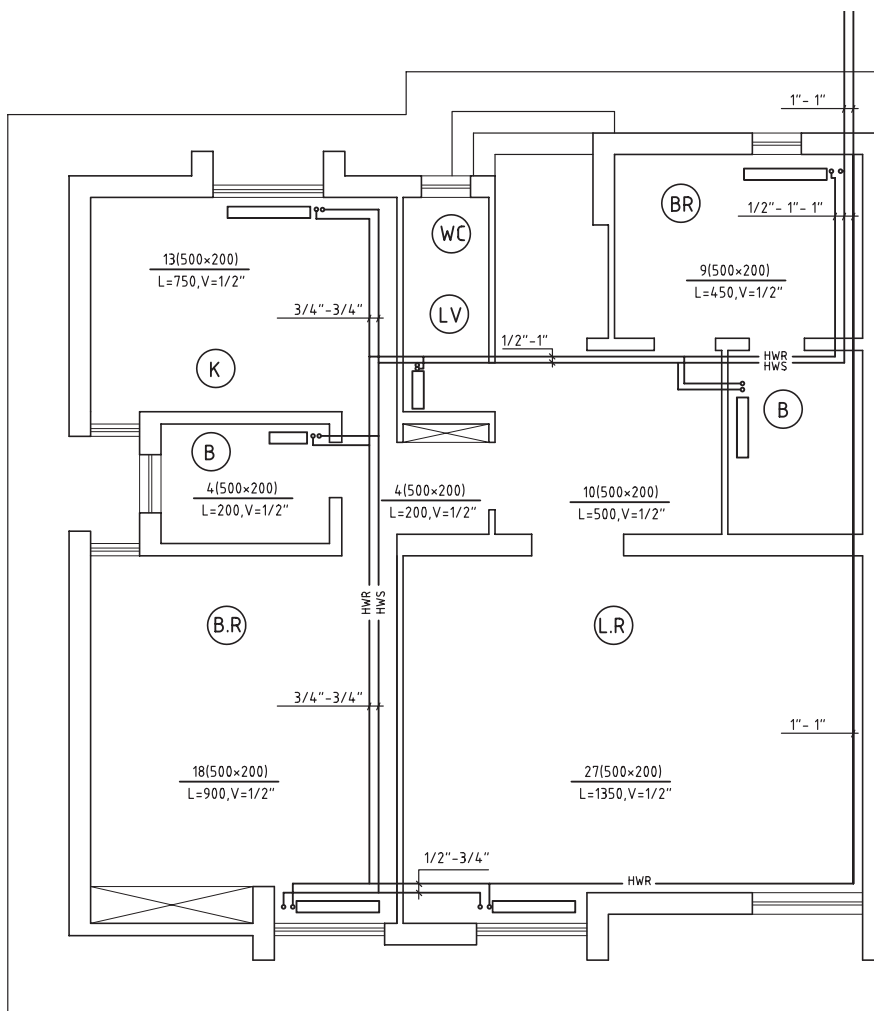 1"- 1"
BR
1/2"- 1"- 1"
WC
13(500×200)
L=750,V=1/2"
9(500×200)
L=450,V=1/2"
3/4"-3/4"
LV
1/2"-1"
HWR
HWS
K
B
B
4(500×200)
L=200,V=1/2"
4(500×200)
L=200,V=1/2"
10(500×200)
L=500,V=1/2"
HWR
HWS
B.R
L.R
3/4"-3/4"
1"- 1"
18(500×200)
L=900,V=1/2"
27(500×200)
L=1350,V=1/2"
1/2"-3/4"
HWR